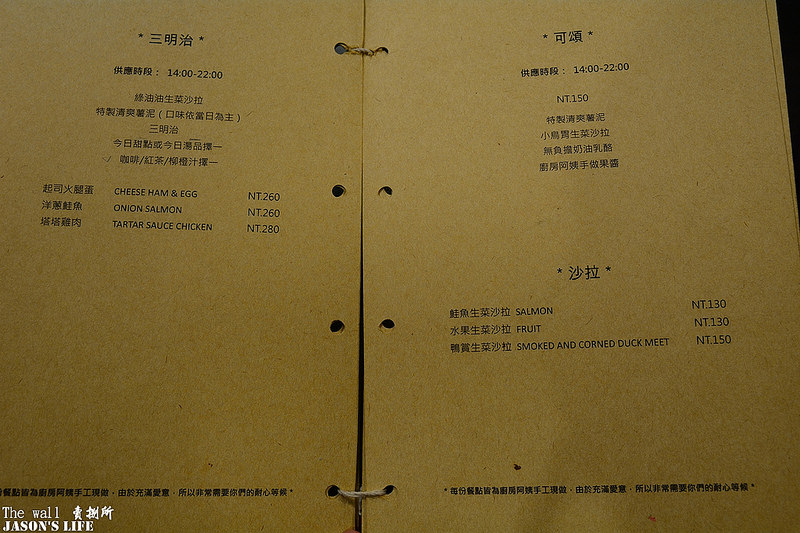 * 三明治 *
供應時段： 14:00-22:00
綠油油生菜沙拉
特製清爽薯泥（口味依當日為主）
三明治
今日甜點或今日湯品擇一
咖啡/紅茶/柳橙汁擇一
起司火腿蛋 CHEESE HAM & EGG NT.260
洋蔥鮭魚 ONION SALMON NT.260
塔塔雞肉 TARTAR SAUCE CHICKEN NT.280
份餐點皆為廚房阿姨手工現做，由於充滿愛意，所以非常需要你們的耐心等候 *
* 可頌 *
供應時段： 14:00-22:00
NT.150
特製清爽薯泥
小鳥胃生菜沙拉
無負擔奶油乳酪
廚房阿姨手做果醬
* 沙拉 *
鮭魚生菜沙拉 SALMON NT.130
水果生菜沙拉 FRUIT NT.130
鴨賞生菜沙拉 SMOKED AND CORNED DUCK MEET NT.150
* 每份餐點皆為廚房阿姨手工現做，由於充滿愛意，所以非常需要你們的耐心等候 *
The wall 賣捌所
JASON'S LIFE